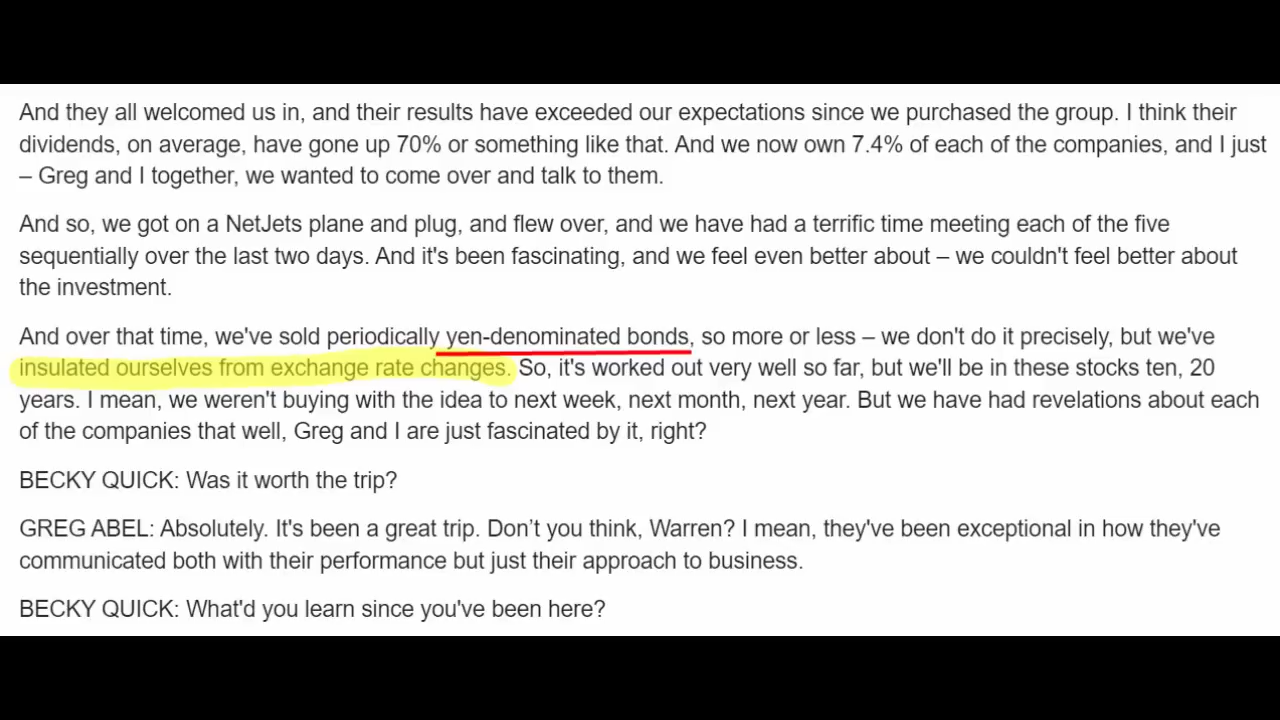 And they all welcomed us in, and their results have exceeded our expectations since we purchased the group. I think their
dividends, on average, have gone up 70% or something like that. And we now own 7.4% of each of the companies, and I just
– Greg and I together, we wanted to come over and talk to them.
And so, we got on a NetJets plane and plug, and flew over, and we have had a terrific time meeting each of the five
sequentially over the last two days. And it's been fascinating, and we feel even better about – we couldn't feel better about
the investment.
And over that time, we've sold periodically yen-denominated bonds, so more or less – we don't do it precisely, but we've
insulated ourselves from exchange rate changes. So, it's worked out very well so far, but we'll be in these stocks ten, 20
years. I mean, we weren't buying with the idea to next week, next month, next year. But we have had revelations about each
of the companies that well, Greg and I are just fascinated by it, right?
BECKY QUICK: Was it worth the trip?
GREG ABEL: Absolutely. It's been a great trip. Don’t you think, Warren? I mean, they've been exceptional in how they've
communicated both with their performance but just their approach to business.
BECKY QUICK: What'd you learn since you've been here?